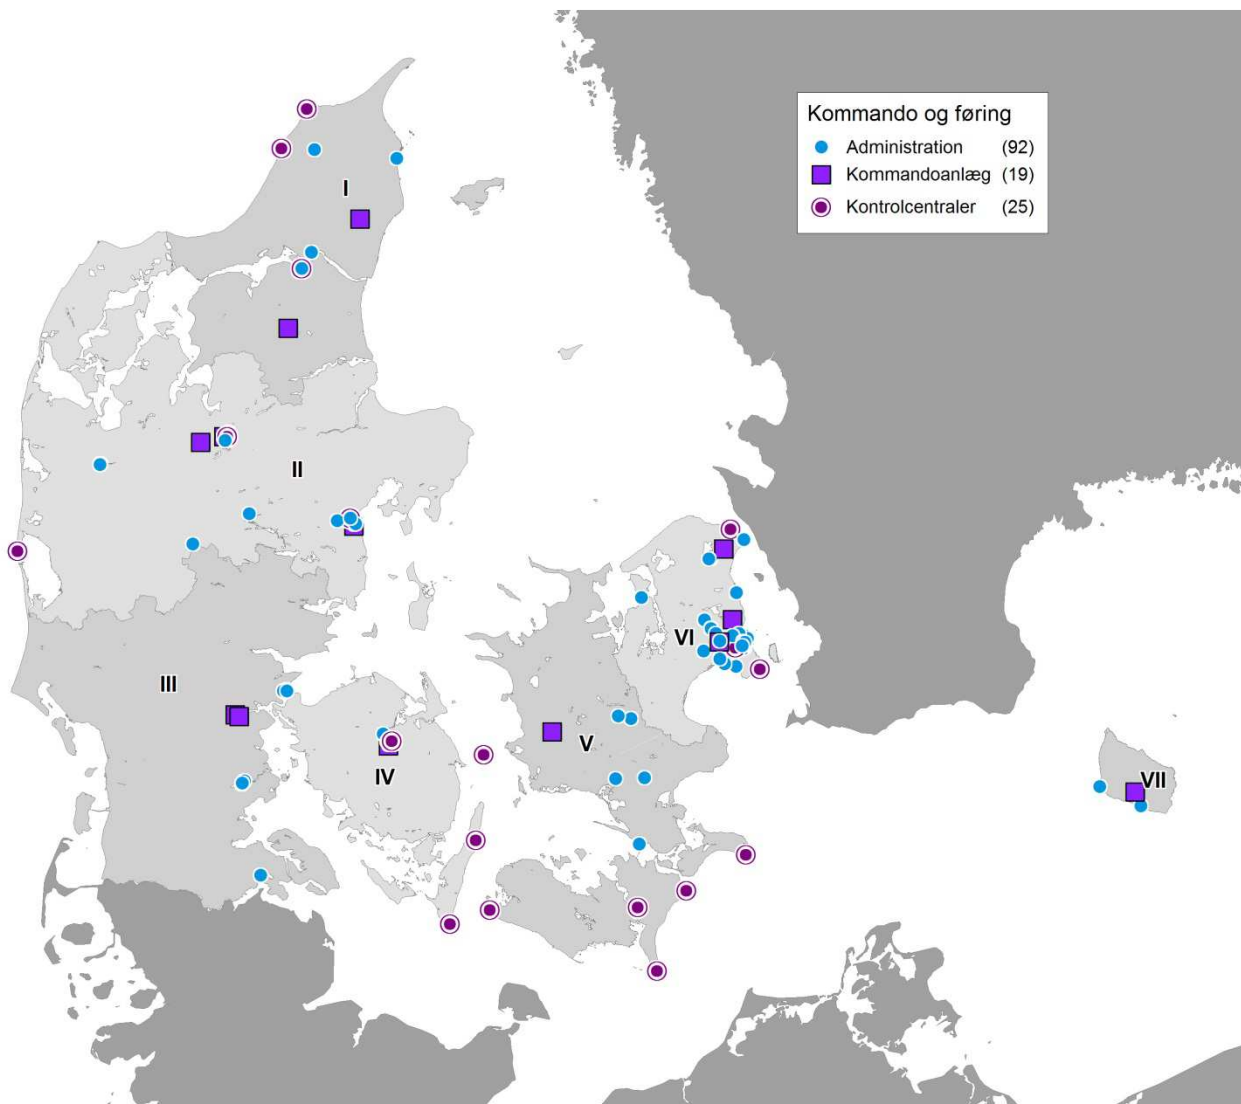 Kommando og føring
Administration (92)
Kommandoanlæg (19)
Kontrolcentraler (25)
I
II
VI
III
V
IV
VII